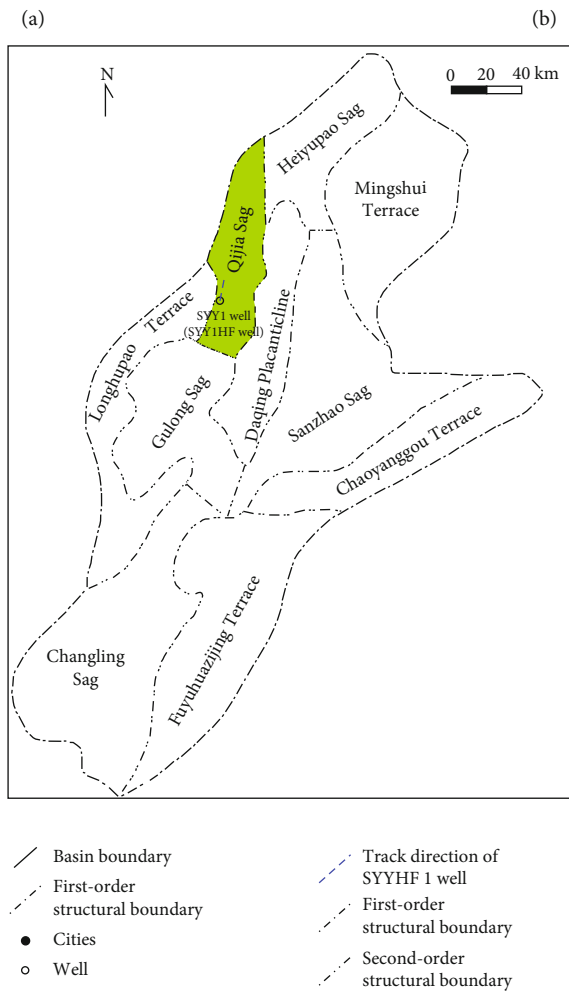 (a)
(b)
N
0 20 40 km
Heiyupao Sag
Mingshui
Terrace
Qijia Sag
SYY1 well
(SYY1HF well)
Longhupao Terrace
Gulong Sag
Daqing Placanticline
Sanzhao Sag
Chaoyanggou Terrace
Changling
Sag
Fuyuhuazijing Terrace
Basin boundary
First-order
structural boundary
Cities
Well
Track direction of
SYYHF 1 well
First-order
structural boundary
Second-order
structural boundary